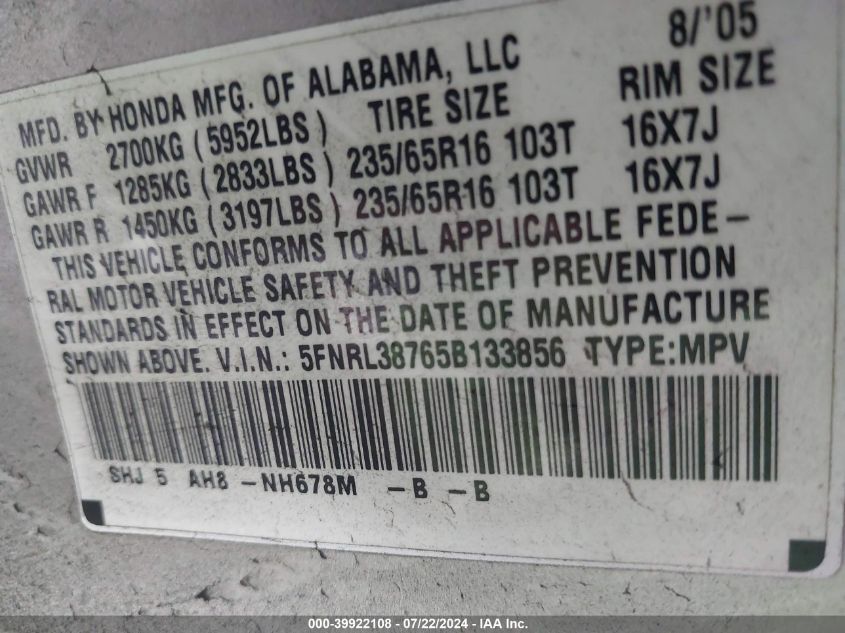 8/'05
MFD. BY HONDA MFG. OF ALABAMA, LLC
TIRE SIZE RIM SIZE
GVWR 2700KG (5952LBS)
GAWR F 1285KG (2833LBS) 235/65R16 103T 16X7J
GAWR R 1450KG (3197LBS) 235/65R16 103T 16X7J
THIS VEHICLE CONFORMS TO ALL APPLICABLE FEDE-
RAL MOTOR VEHICLE SAFETY AND THEFT PREVENTION
STANDARDS IN EFFECT ON THE DATE OF MANUFACTURE
SHOWN ABOVE. V.I.N.: 5FNRL38765B133856 TYPE:MPV
SHJ 5 AH8 -NH678M -B -B
000-39922108 - 07/22/2024 - IAA Inc.